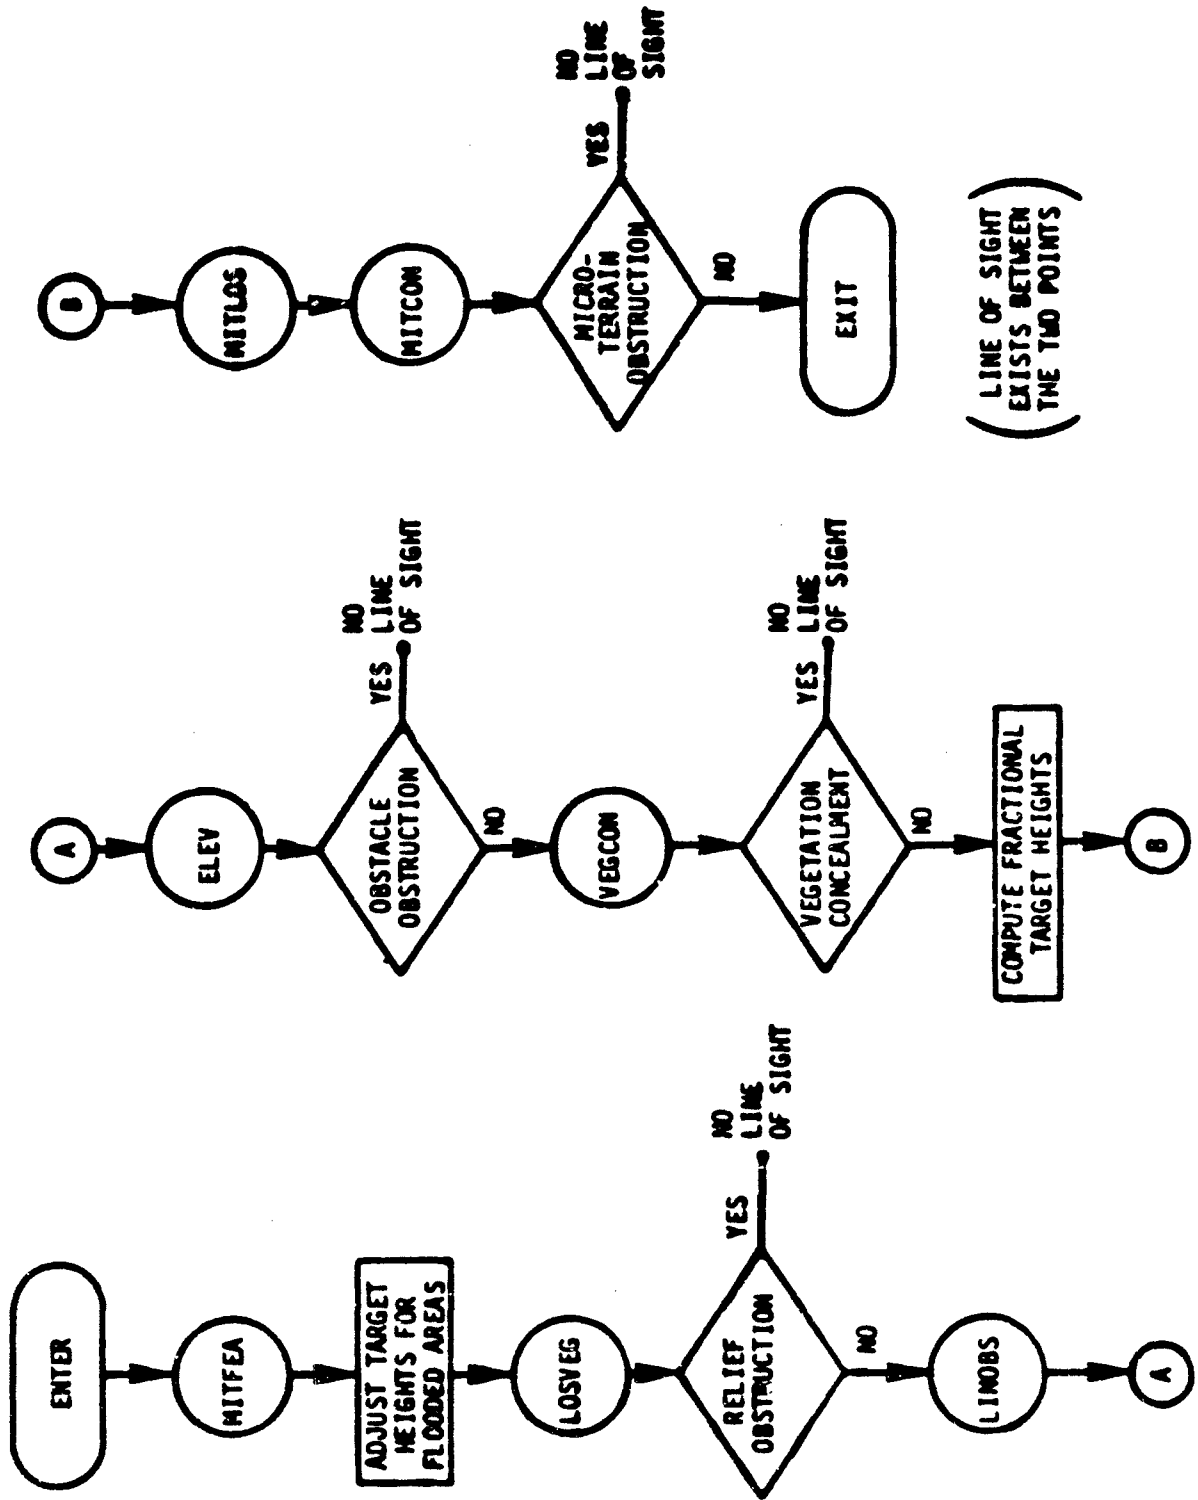 ENTER
MITFEA
ADJUST TARGET
HEIGHTS FOR
FLOODED AREAS
LOSVEG
RELIEF
OBSTRUCTION
YES
NO
LINE
OF SIGHT
NO
LINOBS
A
A
ELEV
OBSTACLE
OBSTRUCTION
YES
NO
LINE
OF SIGHT
NO
VEGCON
VEGETATION
CONCEALMENT
YES
NO
LINE
OF SIGHT
NO
COMPUTE FRACTIONAL
TARGET HEIGHTS
B
B
MITLOS
MITCON
MICRO-
TERRAIN
OBSTRUCTION
YES
NO
LINE
OF
SIGHT
NO
EXIT
(LINE OF SIGHT
EXISTS BETWEEN
THE TWO POINTS)